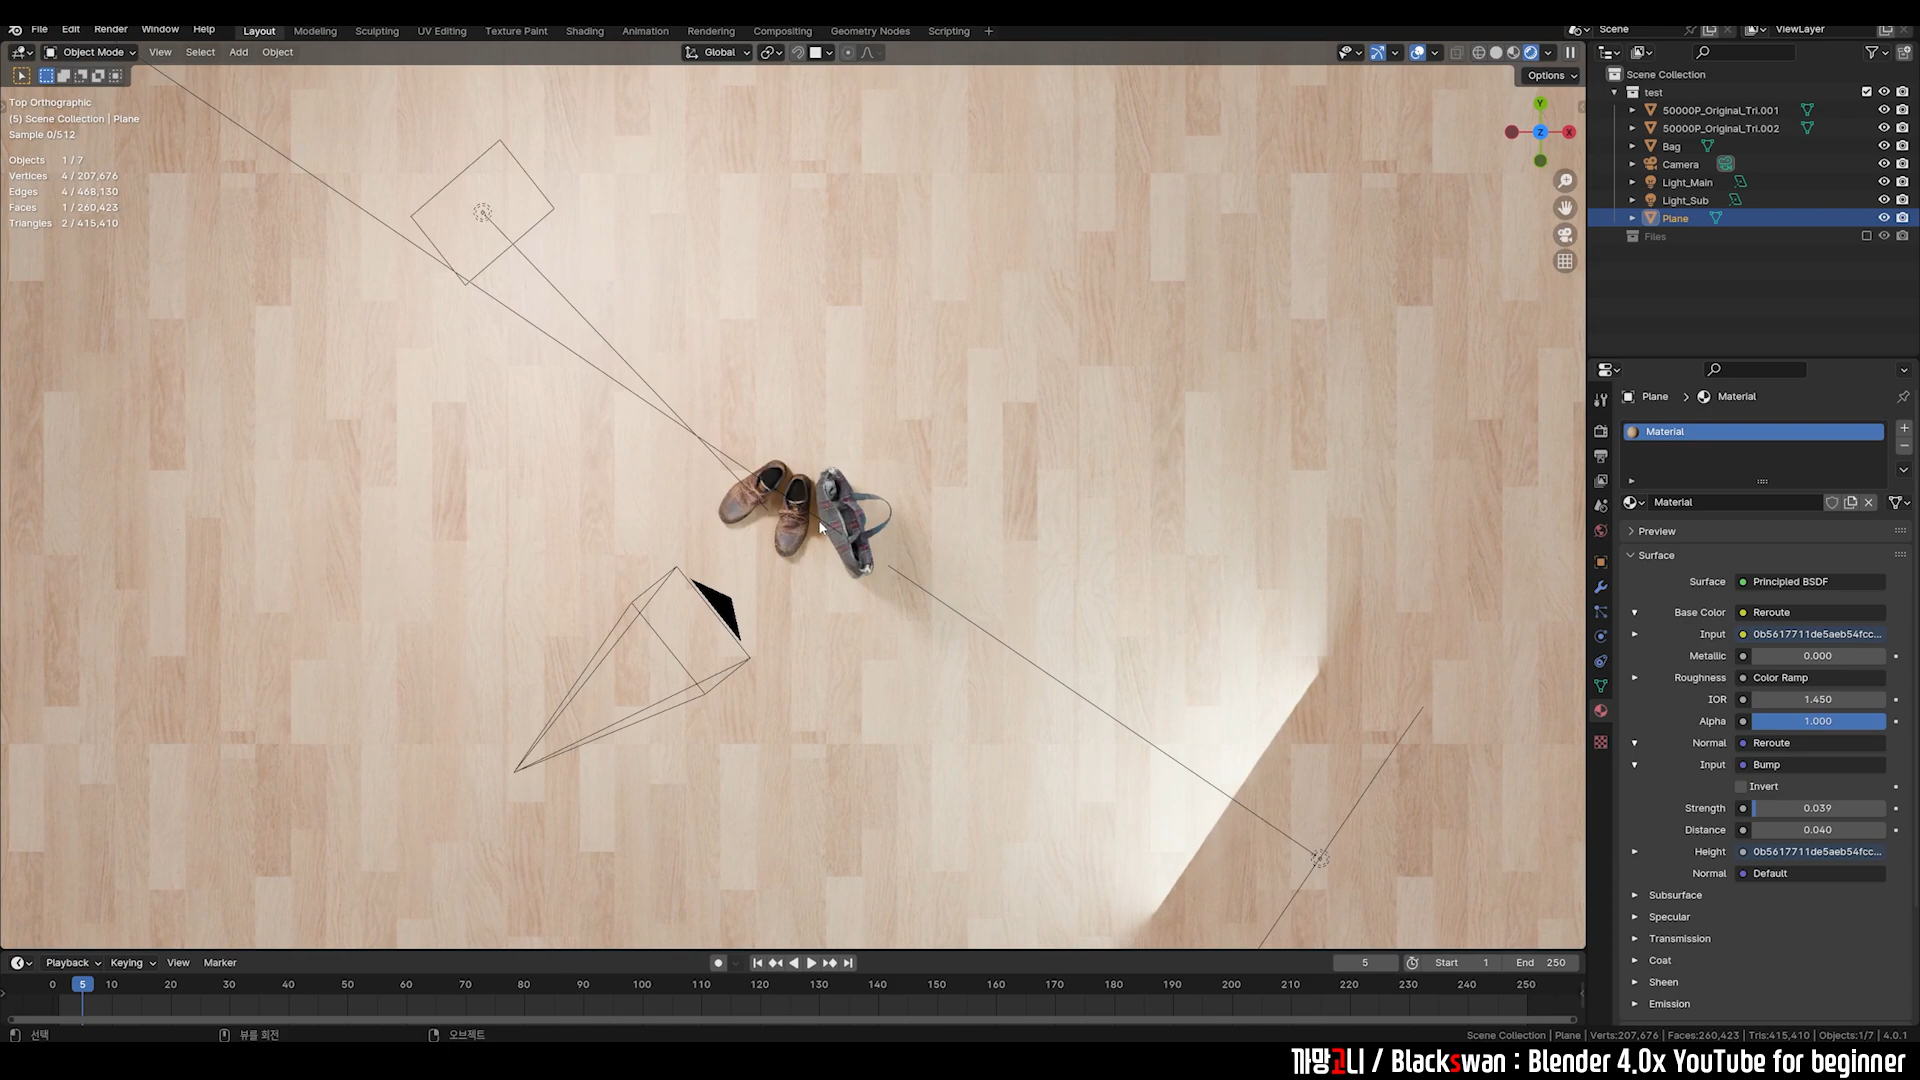 File Edit Render Window Help Layout Modeling Sculpting UV Editing Texture Paint Shading Animation Rendering Compositing Geometry Nodes Scripting + Scene ViewLayer
Object Mode View Select Add Object Global
Options
Top Orthographic
(5) Scene Collection | Plane
Sample 0/512
Objects 1 / 7
Vertices 4 / 207,676
Edges 4 / 468,130
Faces 1 / 260,423
Triangles 2 / 415,410
Y
Z X
Scene Collection
test
50000P_Original_Tri.001
50000P_Original_Tri.002
Bag
Camera
Light_Main
Light_Sub
Plane
Files
Plane > Material
Material
Material
Preview
Surface
Surface Principled BSDF
Base Color Reroute
Input 0b5617711de5aeb54fcc...
Metallic 0.000
Roughness Color Ramp
IOR 1.450
Alpha 1.000
Normal Reroute
Input Bump
Invert
Strength 0.039
Distance 0.040
Height 0b5617711de5aeb54fcc...
Normal Default
Subsurface
Specular
Transmission
Coat
Sheen
Emission
Playback Keying View Marker 5 Start 1 End 250
0 5 10 20 30 40 50 60 70 80 90 100 110 120 130 140 150 160 170 180 190 200 210 220 230 240 250
선택 뷰를 회전 오브젝트 Scene Collection | Plane | Verts:207,676 | Faces:260,423 | Tris:415,410 | Objects:1/7 | 4.0.1
까망고니 / Blackswan : Blender 4.0x YouTube for beginner